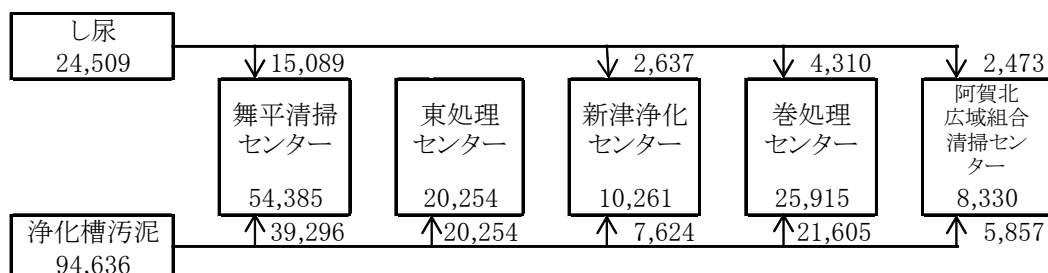 し尿
24,509
15,089
2,637
4,310
2,473
舞平清掃
センター
54,385
東処理
センター
20,254
新津浄化
センター
10,261
巻処理
センター
25,915
阿賀北
広域組合
清掃セン
ター
8,330
浄化槽汚泥
94,636
39,296
20,254
7,624
21,605
5,857